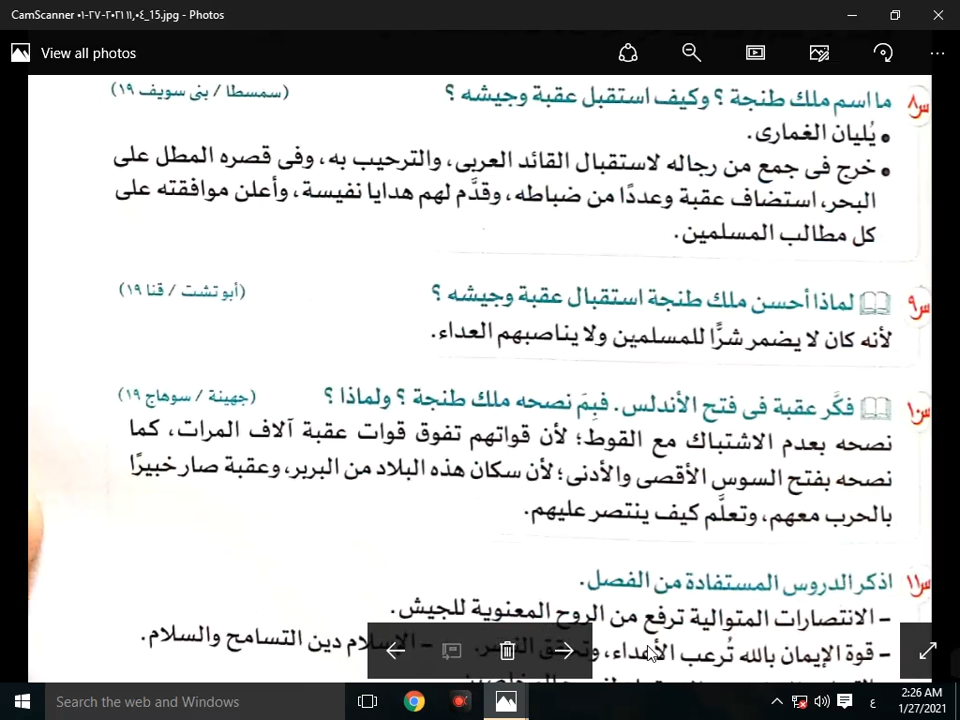 CamScanner ٠١-٢٧-٢٠٢١ ١١,٠٤_15.jpg - Photos
View all photos
س٨ ما اسم ملك طنجة ؟ وكيف استقبل عقبة وجيشه ؟ (سمسطا / بنى سويف ١٩)
• يُليان الغمارى.
• خرج فى جمع من رجاله لاستقبال القائد العربى، والترحيب به، وفى قصره المطل على
البحر، استضاف عقبة وعددًا من ضباطه، وقدَّم لهم هدايا نفيسة، وأعلن موافقته على
كل مطالب المسلمين.
س٩ لماذا أحسن ملك طنجة استقبال عقبة وجيشه ؟ (أبو تشت / قنا ١٩)
لأنه كان لا يضمر شرًّا للمسلمين ولا يناصبهم العداء.
س١٠ فكَّر عقبة فى فتح الأندلس. فبِمَ نصحه ملك طنجة ؟ ولماذا ؟ (جهينة / سوهاج ١٩)
نصحه بعدم الاشتباك مع القوط؛ لأن قواتهم تفوق قوات عقبة آلاف المرات، كما
نصحه بفتح السوس الأقصى والأدنى؛ لأن سكان هذه البلاد من البربر، وعقبة صار خبيرًا
بالحرب معهم، وتعلَّم كيف ينتصر عليهم.
س١١ اذكر الدروس المستفادة من الفصل.
– الانتصارات المتوالية ترفع من الروح المعنوية للجيش.
– قوة الإيمان بالله تُرعب الأعداء، وتحقق النصر. – الإسلام دين التسامح والسلام.
Search the web and Windows
ع
2:26 AM
1/27/2021